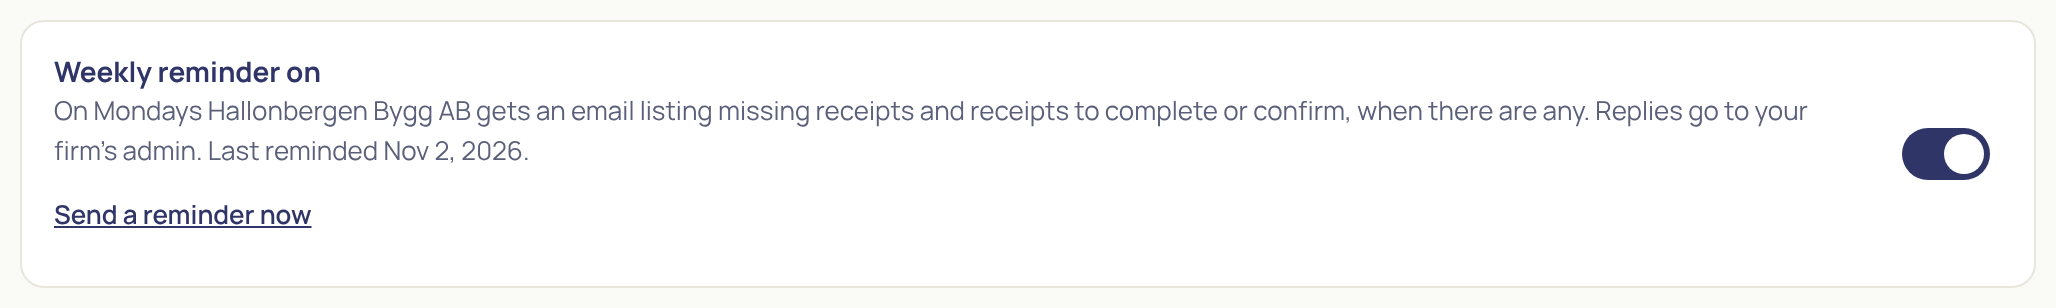 Weekly reminder on
On Mondays Hallonbergen Bygg AB gets an email listing missing receipts and receipts to complete or confirm, when there are any. Replies go to your
firm’s admin. Last reminded Nov 2, 2026.
Send a reminder now